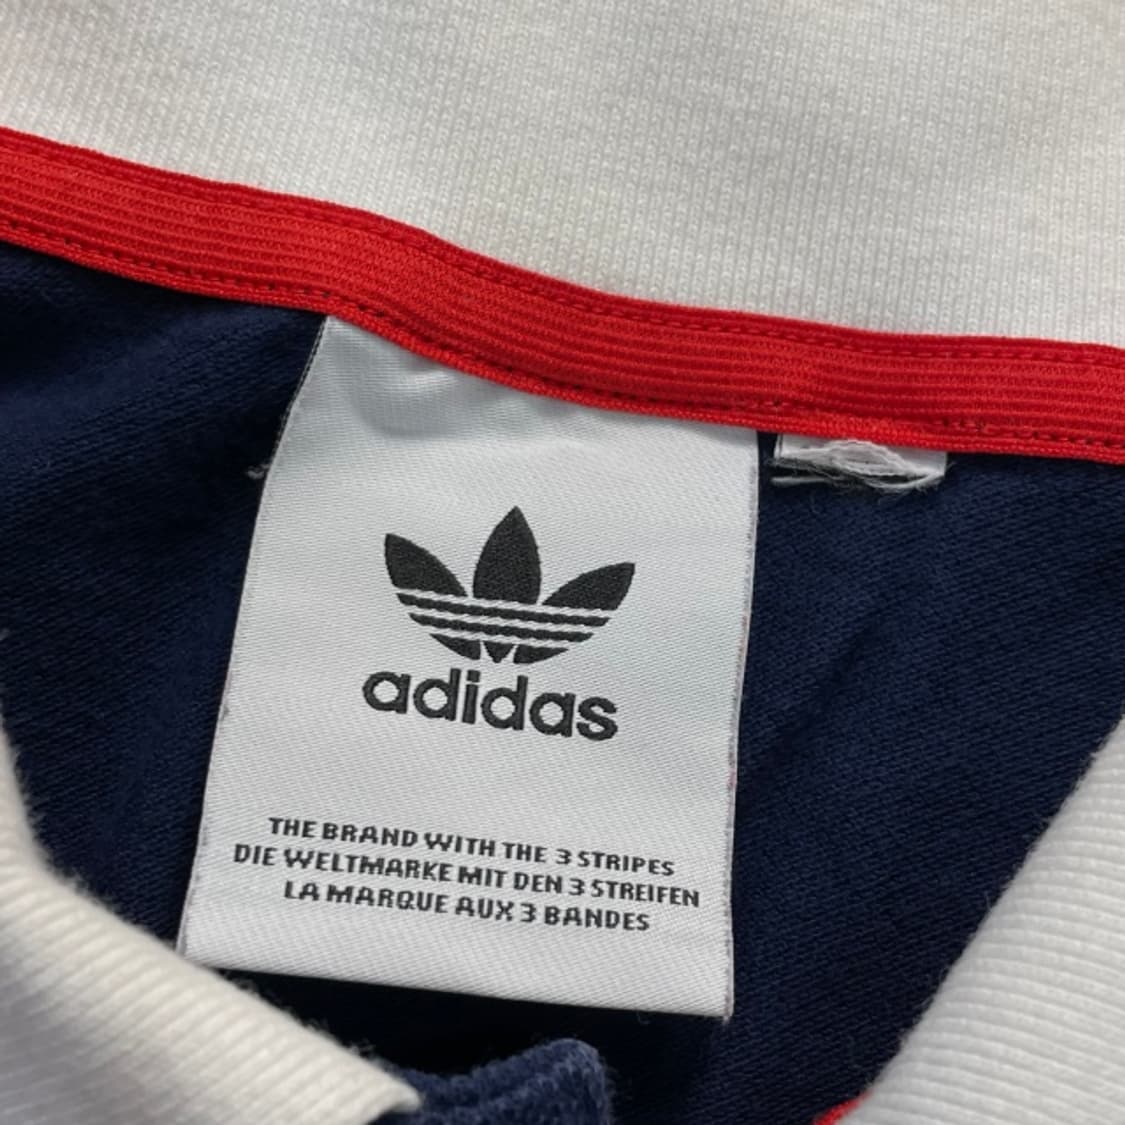 adidas
THE BRAND WITH THE 3 STRIPES
DIE WELTMARKE MIT DEN 3 STREIFEN
LA MARQUE AUX 3 BANDES